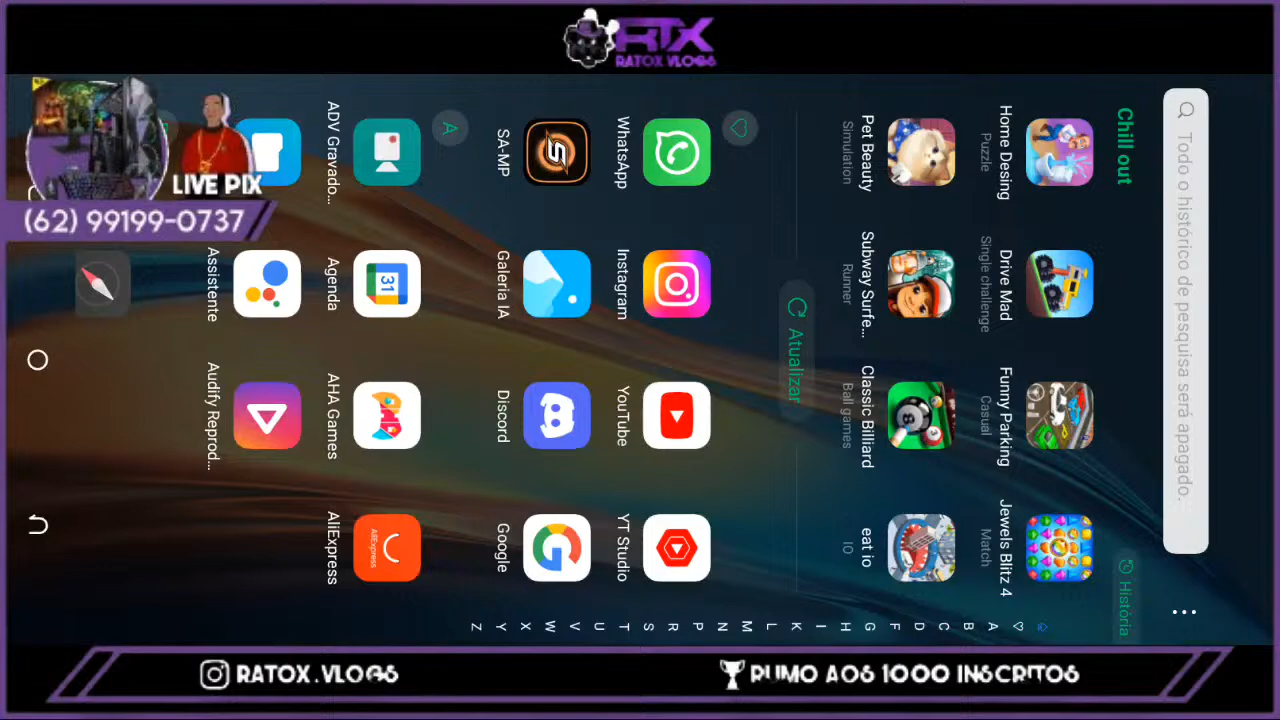 RTX
RATOX VLOGS
LIVE PIX
(62) 99199-0737
Todo o histórico de pesquisa será apagado.
Chill out
História
Home Desing
Puzzle
Drive Mad
Single challenge
Funny Parking
Casual
Jewels Blitz 4
Match
Pet Beauty
Simulation
Subway Surfe...
Runner
Classic Billiard
Ball games
eat io
IO
Atualizar
WhatsApp
Instagram
YouTube
YT Studio
SA-MP
Galeria IA
Discord
Google
A
ADV Gravado...
31
Agenda
AHA Games
AliExpress
AliExpress
Assistente
Audify Reprod...
A
B
C
D
F
G
H
I
K
L
M
N
P
R
S
T
U
V
W
X
Y
Z
RATOX.VLOGS
RUMO AOS 1000 INSCRITOS